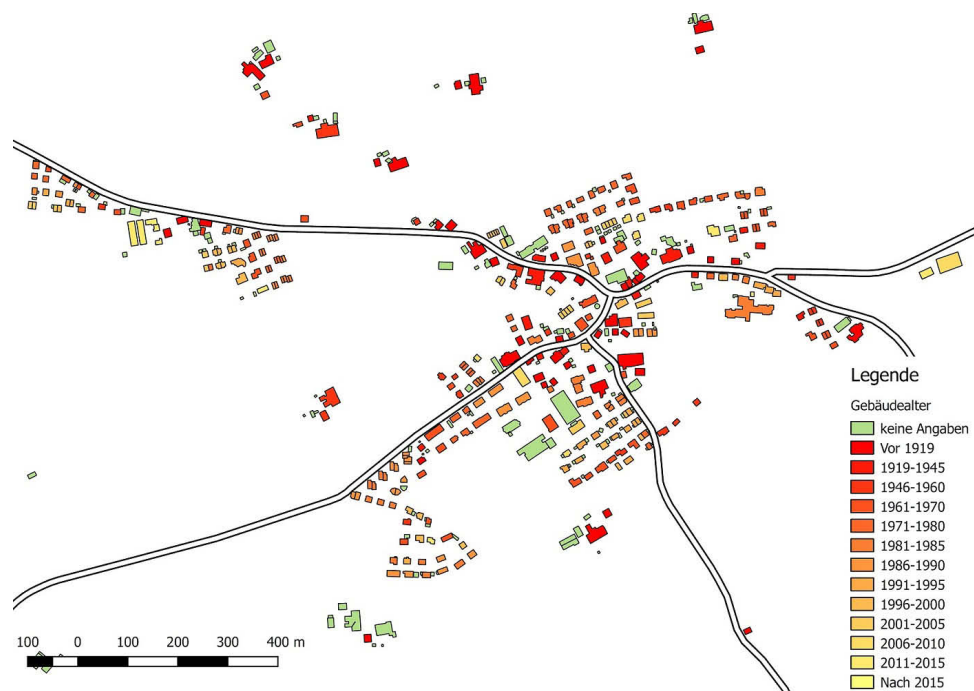 Legende
Gebäudealter
keine Angaben
Vor 1919
1919-1945
1946-1960
1961-1970
1971-1980
1981-1985
1986-1990
1991-1995
1996-2000
2001-2005
2006-2010
2011-2015
Nach 2015
100 0 100 200 300 400 m